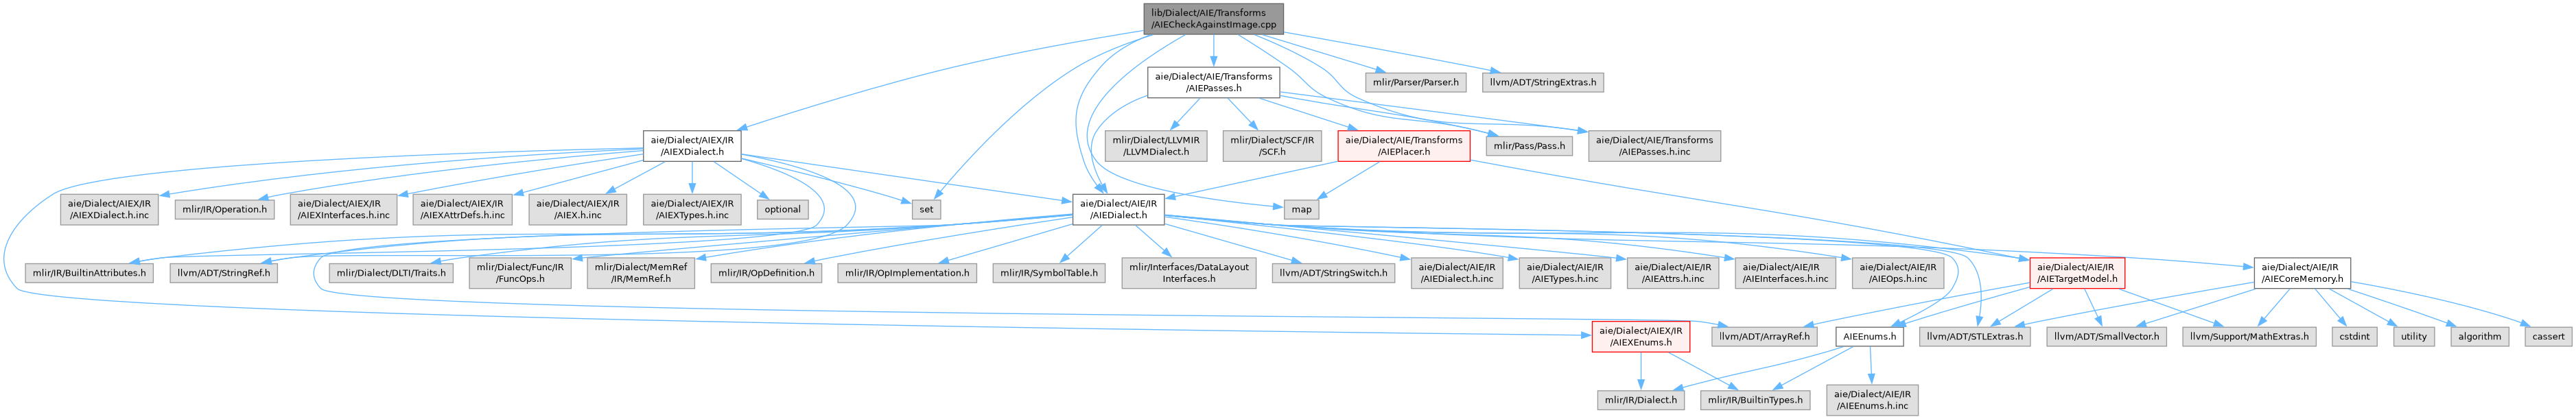 lib/Dialect/AIE/Transforms
/AIECheckAgainstImage.cpp
aie/Dialect/AIE/Transforms
/AIEPasses.h
mlir/Parser/Parser.h
llvm/ADT/StringExtras.h
aie/Dialect/AIEX/IR
/AIEXDialect.h
mlir/Dialect/LLVMIR
/LLVMDialect.h
mlir/Dialect/SCF/IR
/SCF.h
aie/Dialect/AIE/Transforms
/AIEPlacer.h
mlir/Pass/Pass.h
aie/Dialect/AIE/Transforms
/AIEPasses.h.inc
aie/Dialect/AIEX/IR
/AIEXDialect.h.inc
mlir/IR/Operation.h
aie/Dialect/AIEX/IR
/AIEXInterfaces.h.inc
aie/Dialect/AIEX/IR
/AIEXAttrDefs.h.inc
aie/Dialect/AIEX/IR
/AIEX.h.inc
aie/Dialect/AIEX/IR
/AIEXTypes.h.inc
optional
set
aie/Dialect/AIE/IR
/AIEDialect.h
map
mlir/IR/BuiltinAttributes.h
llvm/ADT/StringRef.h
mlir/Dialect/DLTI/Traits.h
mlir/Dialect/Func/IR
/FuncOps.h
mlir/Dialect/MemRef
/IR/MemRef.h
mlir/IR/OpDefinition.h
mlir/IR/OpImplementation.h
mlir/IR/SymbolTable.h
mlir/Interfaces/DataLayout
Interfaces.h
llvm/ADT/StringSwitch.h
aie/Dialect/AIE/IR
/AIEDialect.h.inc
aie/Dialect/AIE/IR
/AIETypes.h.inc
aie/Dialect/AIE/IR
/AIEAttrs.h.inc
aie/Dialect/AIE/IR
/AIEInterfaces.h.inc
aie/Dialect/AIE/IR
/AIEOps.h.inc
aie/Dialect/AIE/IR
/AIETargetModel.h
aie/Dialect/AIE/IR
/AIECoreMemory.h
aie/Dialect/AIEX/IR
/AIEXEnums.h
llvm/ADT/ArrayRef.h
AIEEnums.h
llvm/ADT/STLExtras.h
llvm/ADT/SmallVector.h
llvm/Support/MathExtras.h
cstdint
utility
algorithm
cassert
mlir/IR/Dialect.h
mlir/IR/BuiltinTypes.h
aie/Dialect/AIE/IR
/AIEEnums.h.inc